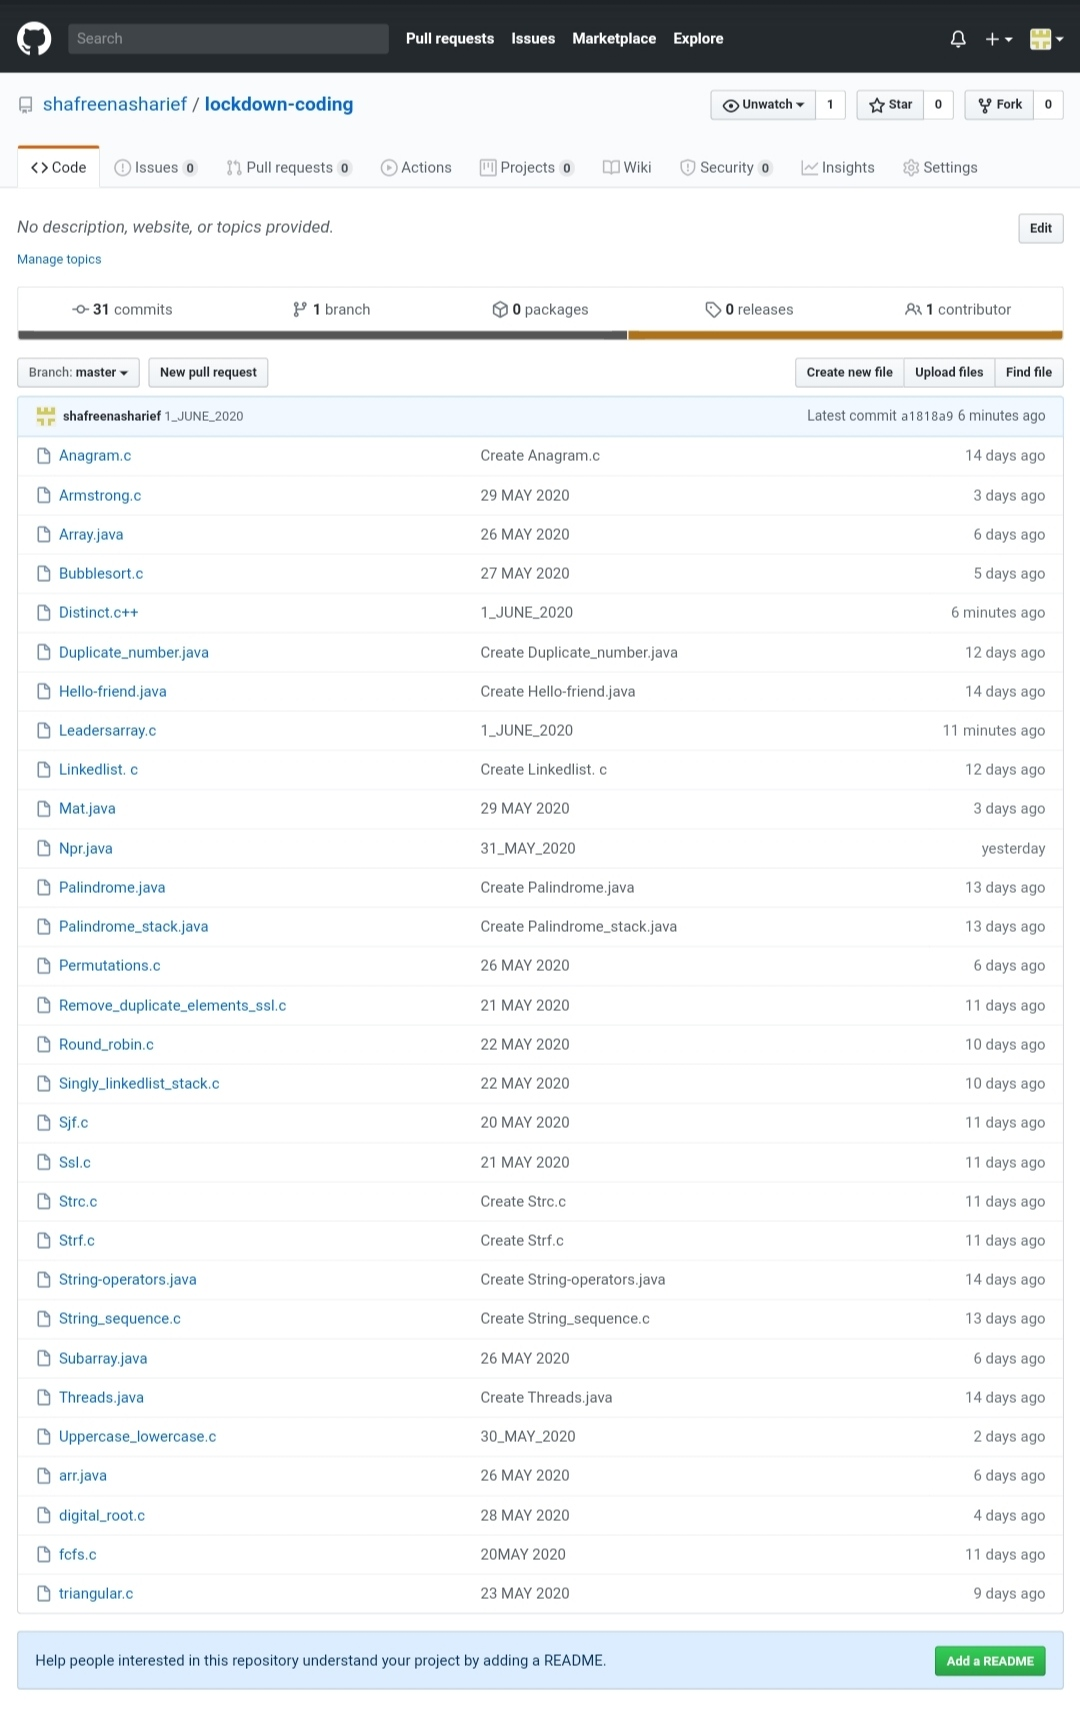 Search Pull requests Issues Marketplace Explore
shafreenasharief / lockdown-coding Unwatch 1 Star 0 Fork 0
Code Issues 0 Pull requests 0 Actions Projects 0 Wiki Security 0 Insights Settings
No description, website, or topics provided. Edit
Manage topics
31 commits 1 branch 0 packages 0 releases 1 contributor
Branch: master New pull request Create new file Upload files Find file
shafreenasharief 1_JUNE_2020 Latest commit a1818a9 6 minutes ago
Anagram.c Create Anagram.c 14 days ago
Armstrong.c 29 MAY 2020 3 days ago
Array.java 26 MAY 2020 6 days ago
Bubblesort.c 27 MAY 2020 5 days ago
Distinct.c++ 1_JUNE_2020 6 minutes ago
Duplicate_number.java Create Duplicate_number.java 12 days ago
Hello-friend.java Create Hello-friend.java 14 days ago
Leadersarray.c 1_JUNE_2020 11 minutes ago
Linkedlist. c Create Linkedlist. c 12 days ago
Mat.java 29 MAY 2020 3 days ago
Npr.java 31_MAY_2020 yesterday
Palindrome.java Create Palindrome.java 13 days ago
Palindrome_stack.java Create Palindrome_stack.java 13 days ago
Permutations.c 26 MAY 2020 6 days ago
Remove_duplicate_elements_ssl.c 21 MAY 2020 11 days ago
Round_robin.c 22 MAY 2020 10 days ago
Singly_linkedlist_stack.c 22 MAY 2020 10 days ago
Sjf.c 20 MAY 2020 11 days ago
Ssl.c 21 MAY 2020 11 days ago
Strc.c Create Strc.c 11 days ago
Strf.c Create Strf.c 11 days ago
String-operators.java Create String-operators.java 14 days ago
String_sequence.c Create String_sequence.c 13 days ago
Subarray.java 26 MAY 2020 6 days ago
Threads.java Create Threads.java 14 days ago
Uppercase_lowercase.c 30_MAY_2020 2 days ago
arr.java 26 MAY 2020 6 days ago
digital_root.c 28 MAY 2020 4 days ago
fcfs.c 20MAY 2020 11 days ago
triangular.c 23 MAY 2020 9 days ago
Help people interested in this repository understand your project by adding a README. Add a README